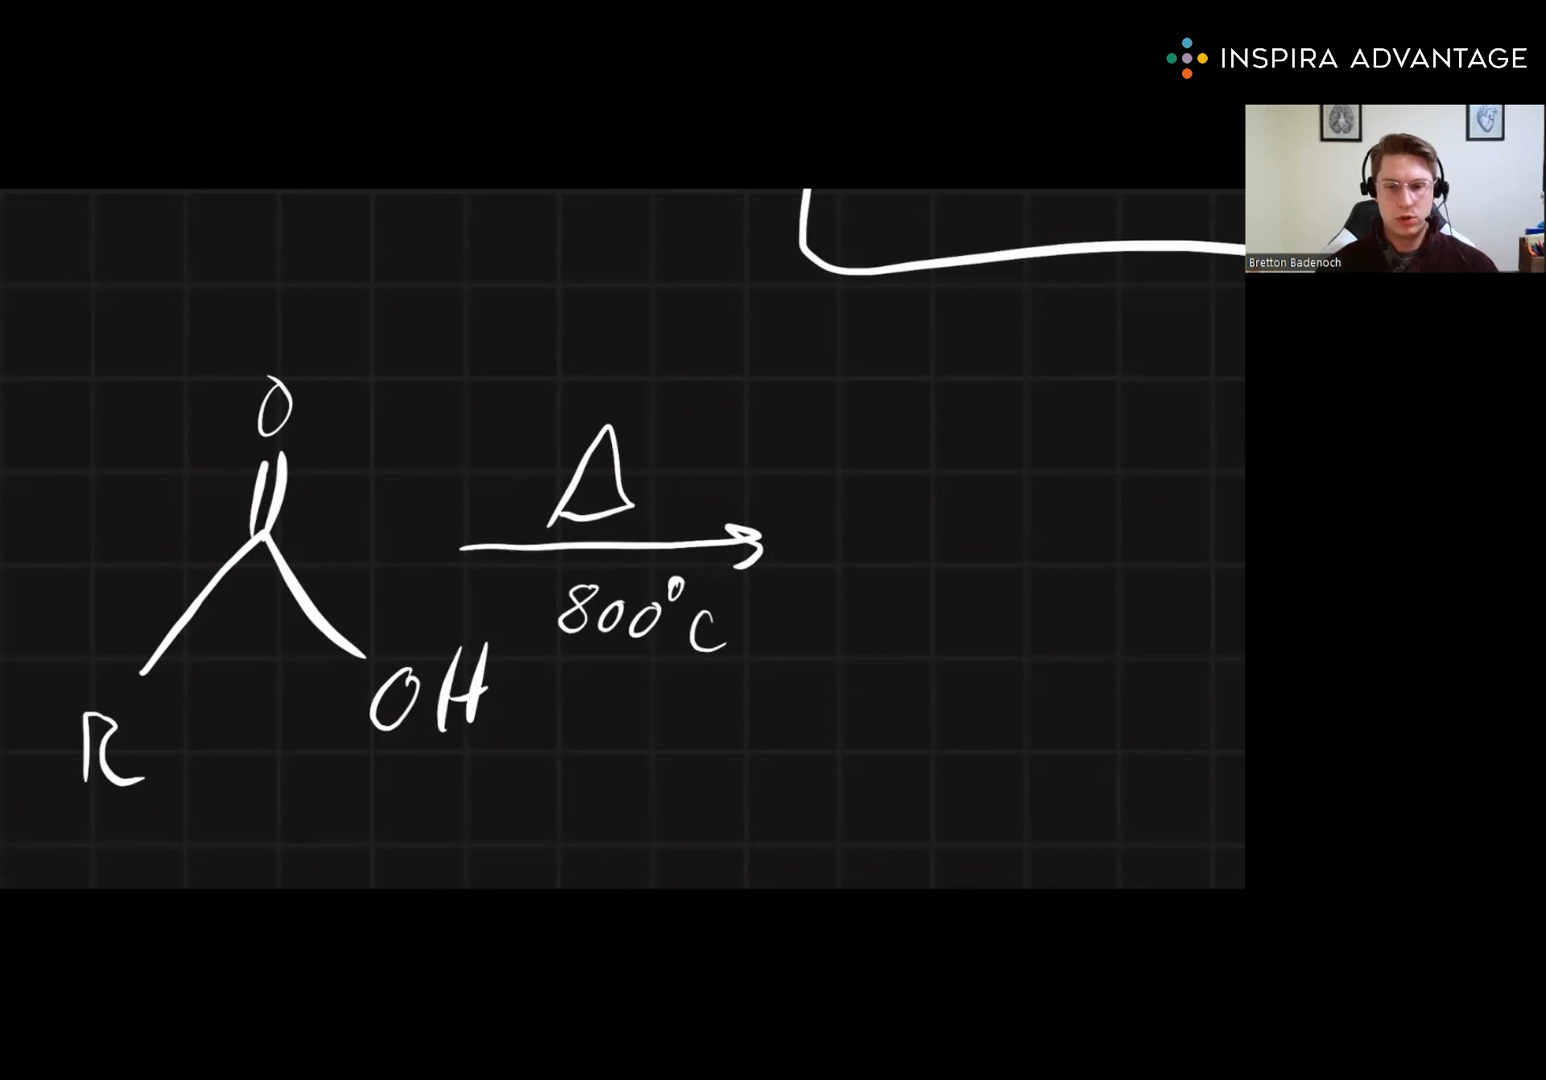 INSPIRA ADVANTAGE
Bretton Badenoch
O
Δ
800°C
OH
R